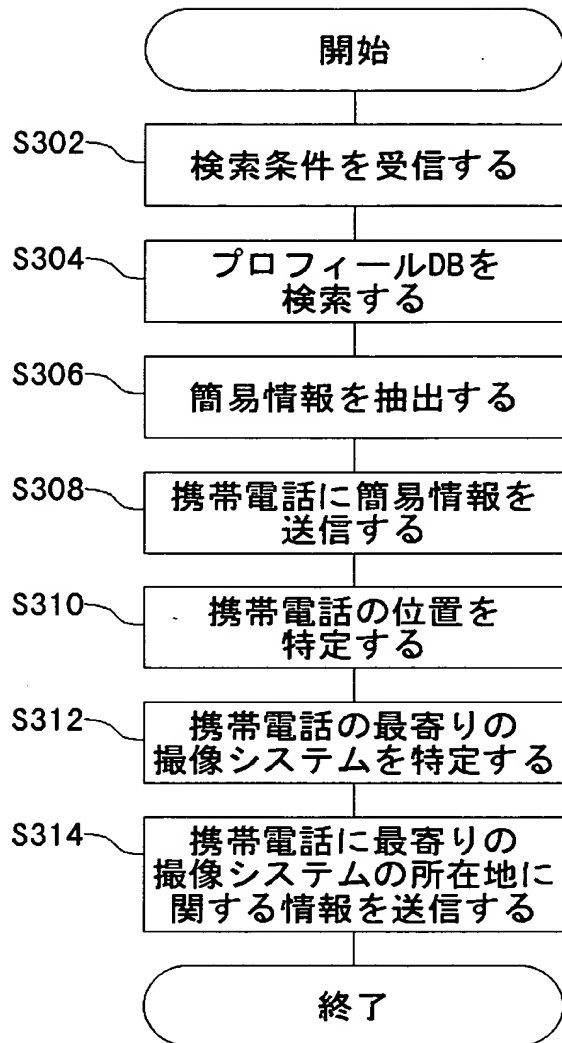 開始
S302
検索条件を受信する
S304
プロフィールDBを
検索する
S306
簡易情報を抽出する
S308
携帯電話に簡易情報を
送信する
S310
携帯電話の位置を
特定する
S312
携帯電話の最寄りの
撮像システムを特定する
S314
携帯電話に最寄りの
撮像システムの所在地に
関する情報を送信する
終了